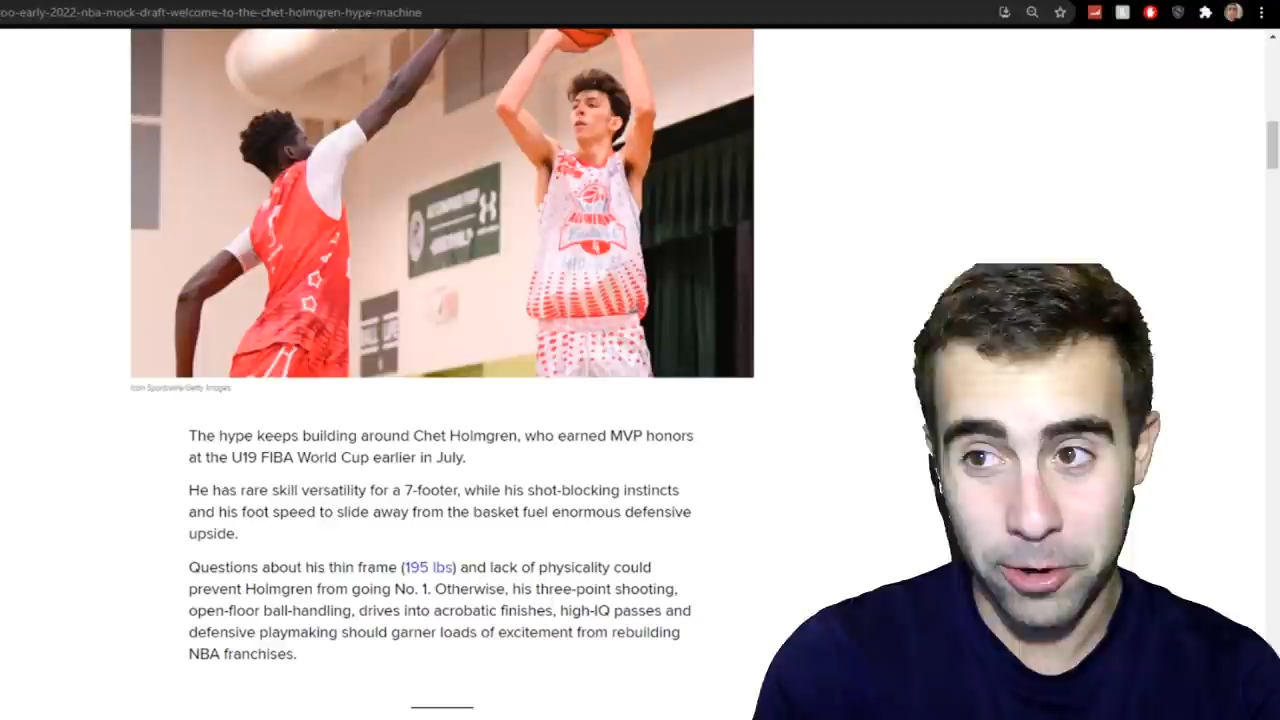 oo-early-2022-nba-mock-draft-welcome-to-the-chet-holmgren-hype-machine
Icon Sportswire/Getty Images
The hype keeps building around Chet Holmgren, who earned MVP honors
at the U19 FIBA World Cup earlier in July.
He has rare skill versatility for a 7-footer, while his shot-blocking instincts
and his foot speed to slide away from the basket fuel enormous defensive
upside.
Questions about his thin frame (195 lbs) and lack of physicality could
prevent Holmgren from going No. 1. Otherwise, his three-point shooting,
open-floor ball-handling, drives into acrobatic finishes, high-IQ passes and
defensive playmaking should garner loads of excitement from rebuilding
NBA franchises.